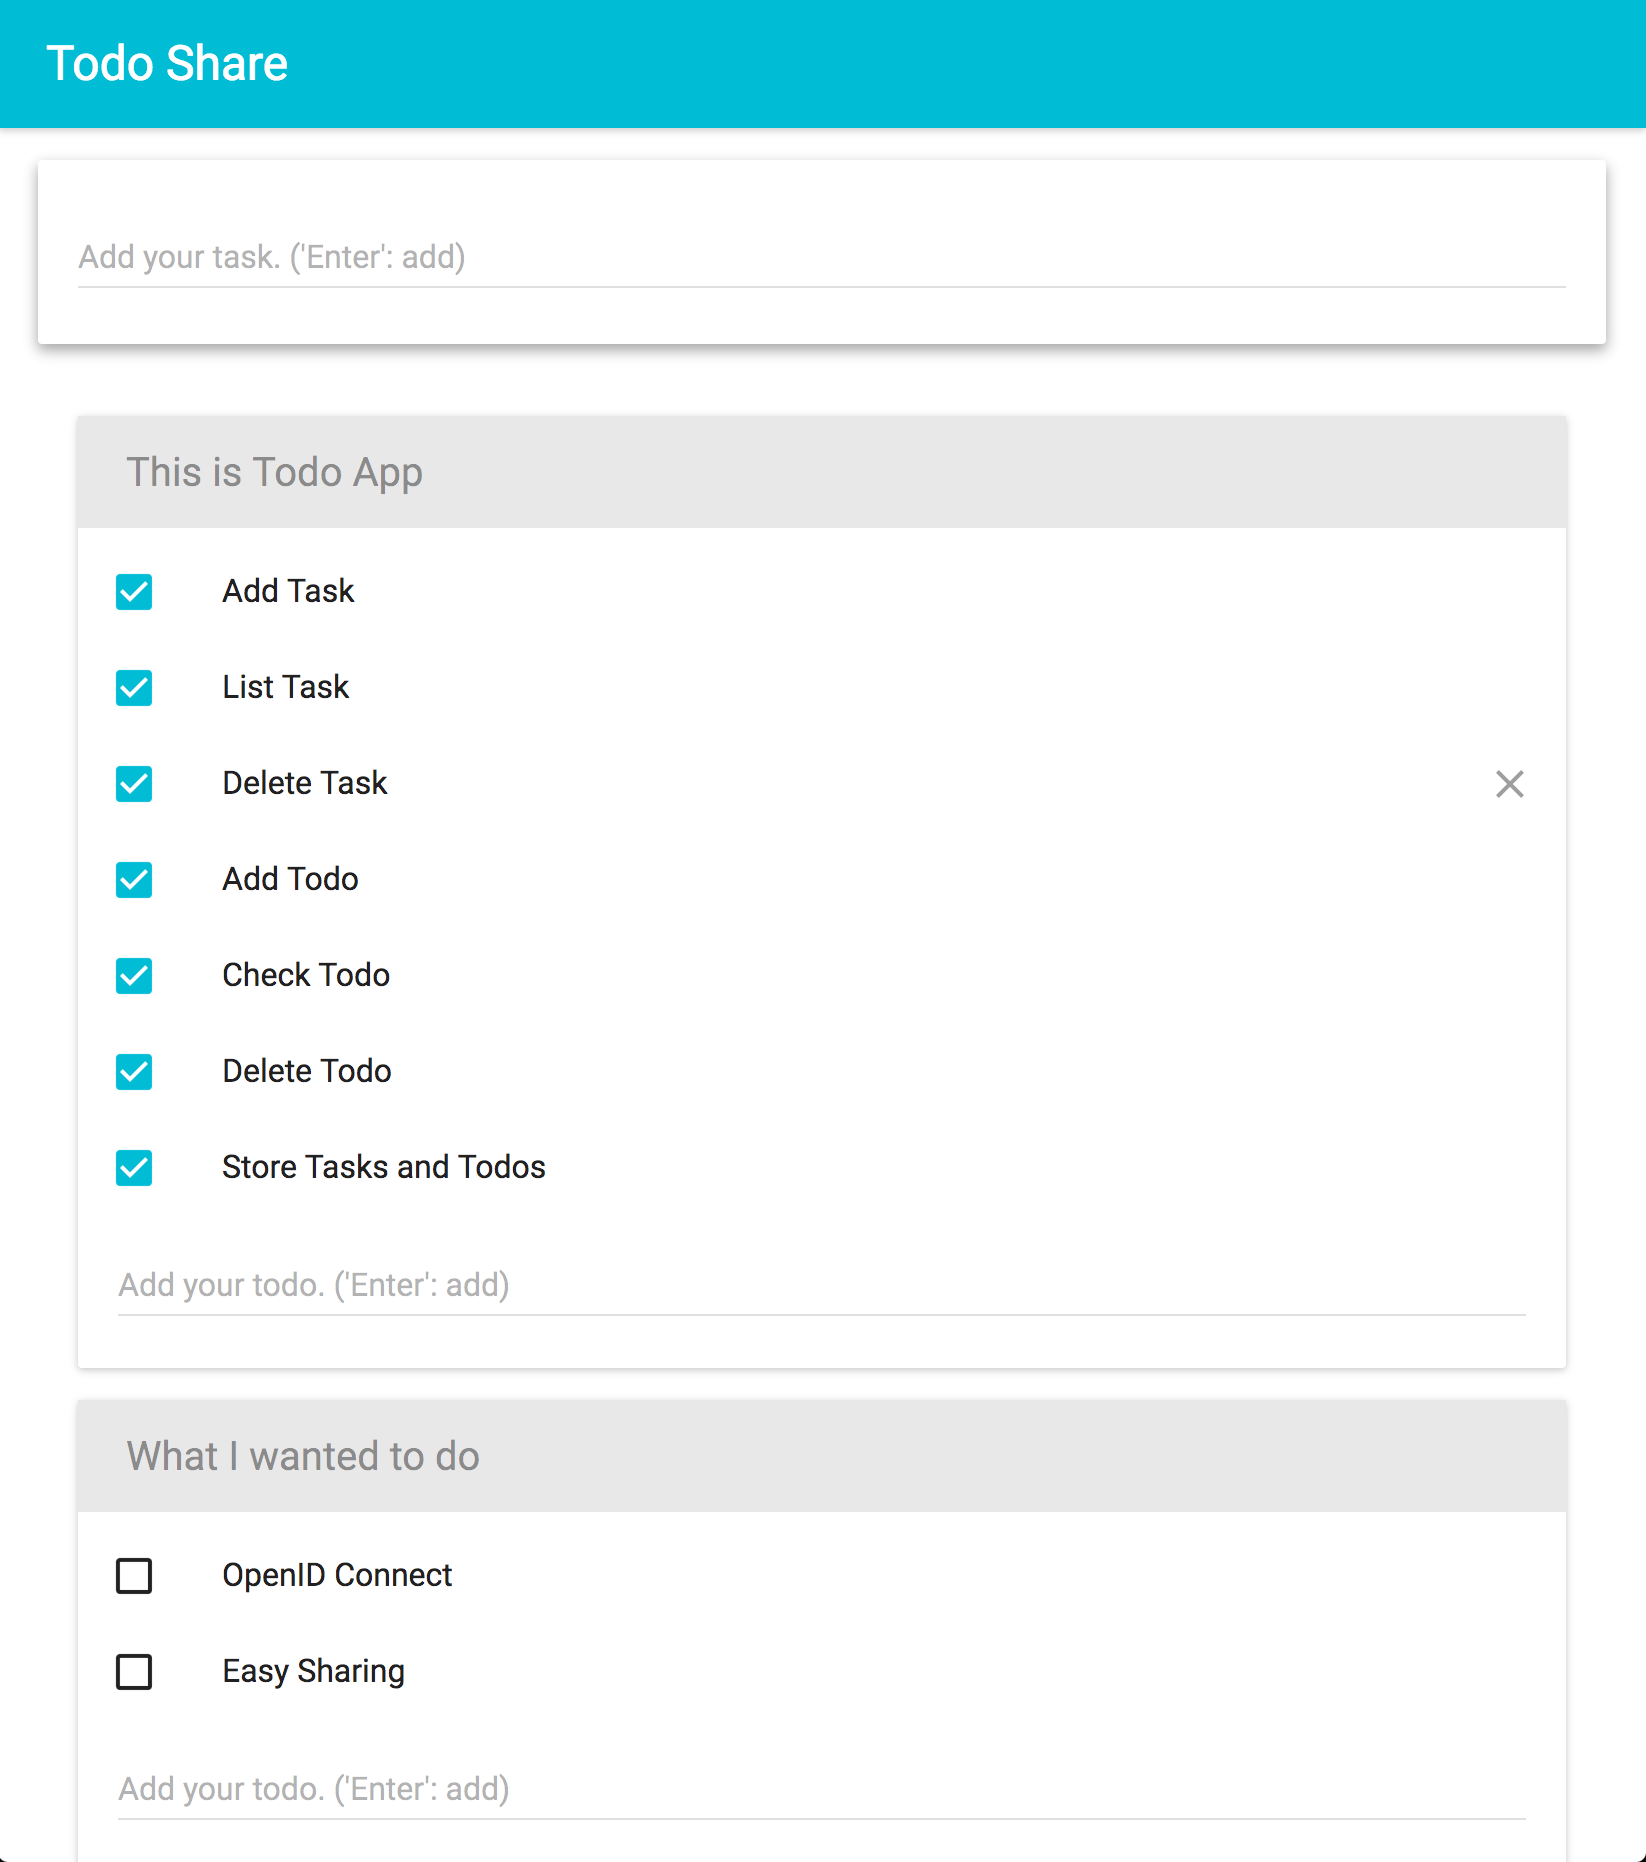 Todo Share
Add your task. ('Enter': add)
This is Todo App
Add Task
List Task
Delete Task
Add Todo
Check Todo
Delete Todo
Store Tasks and Todos
Add your todo. ('Enter': add)
What I wanted to do
OpenID Connect
Easy Sharing
Add your todo. ('Enter': add)